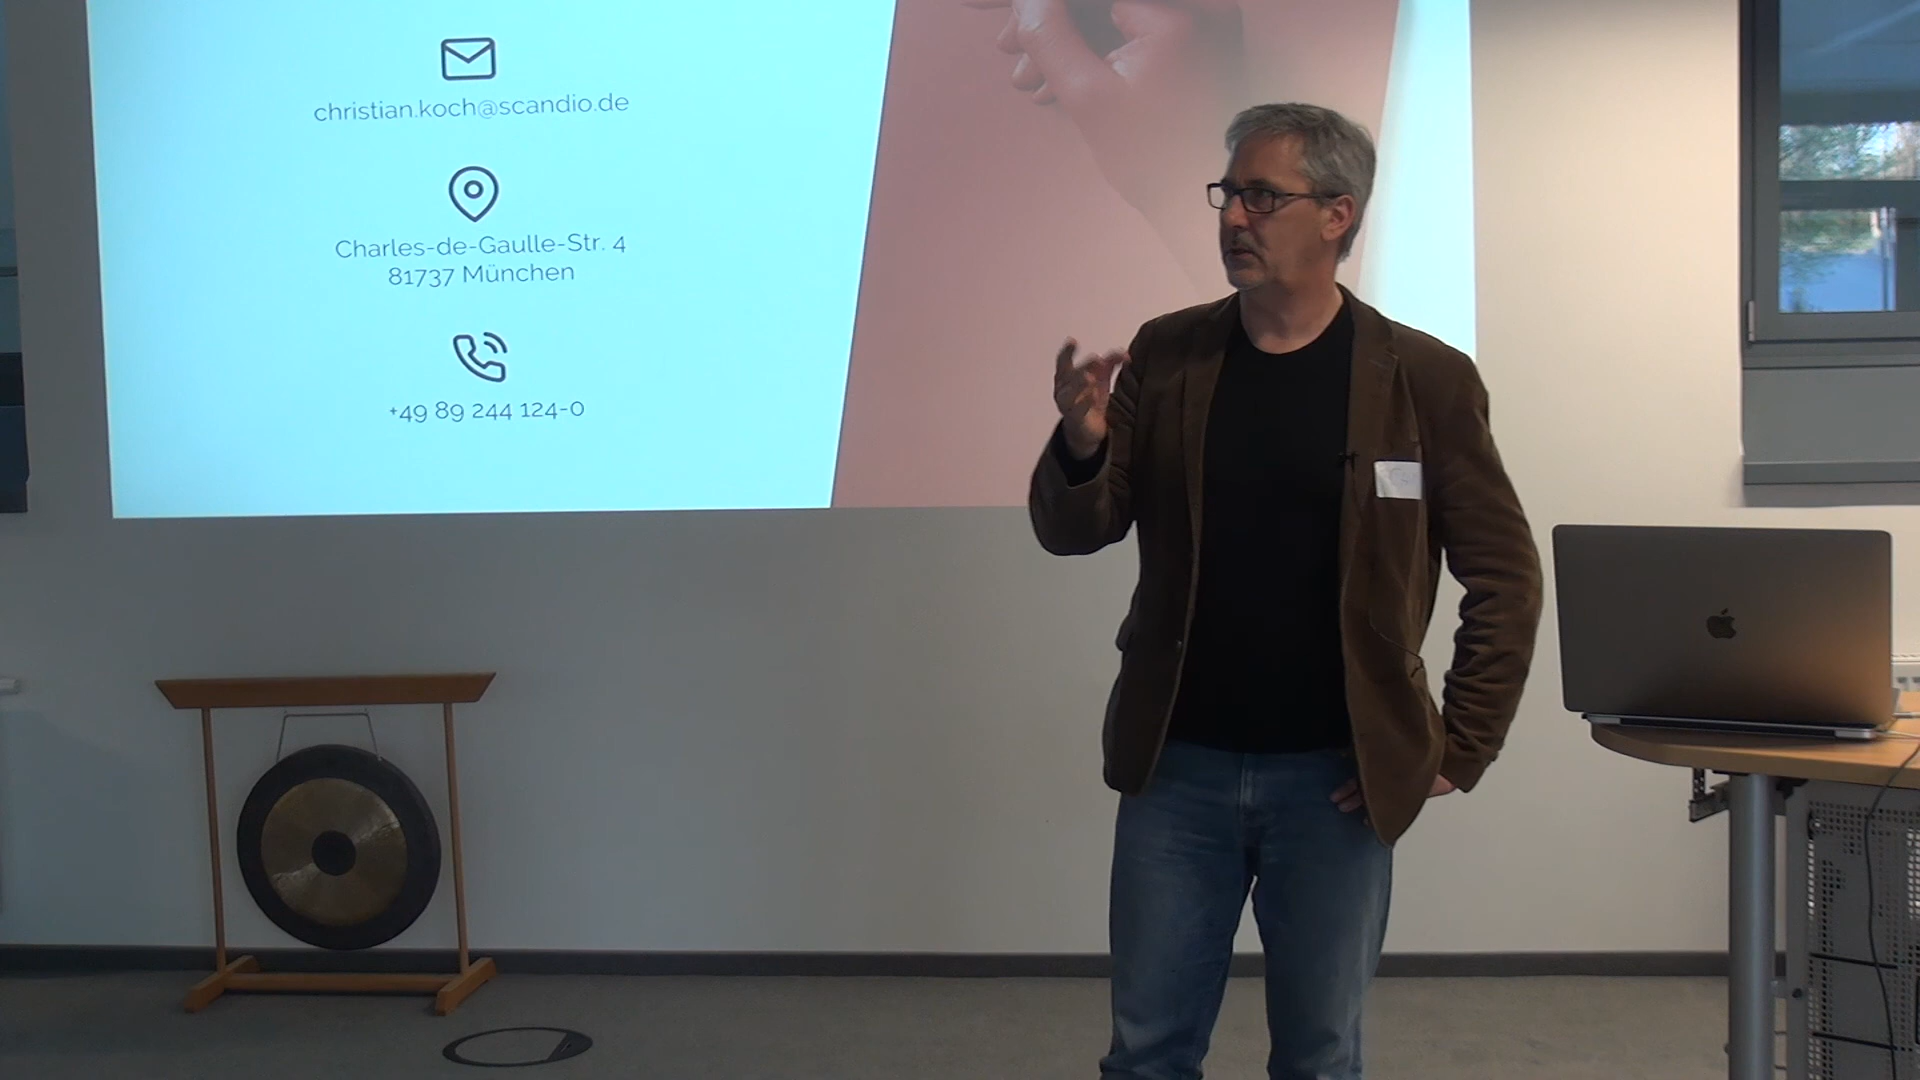 christian.koch@scandio.de
Charles-de-Gaulle-Str. 4
81737 München
+49 89 244 124-0